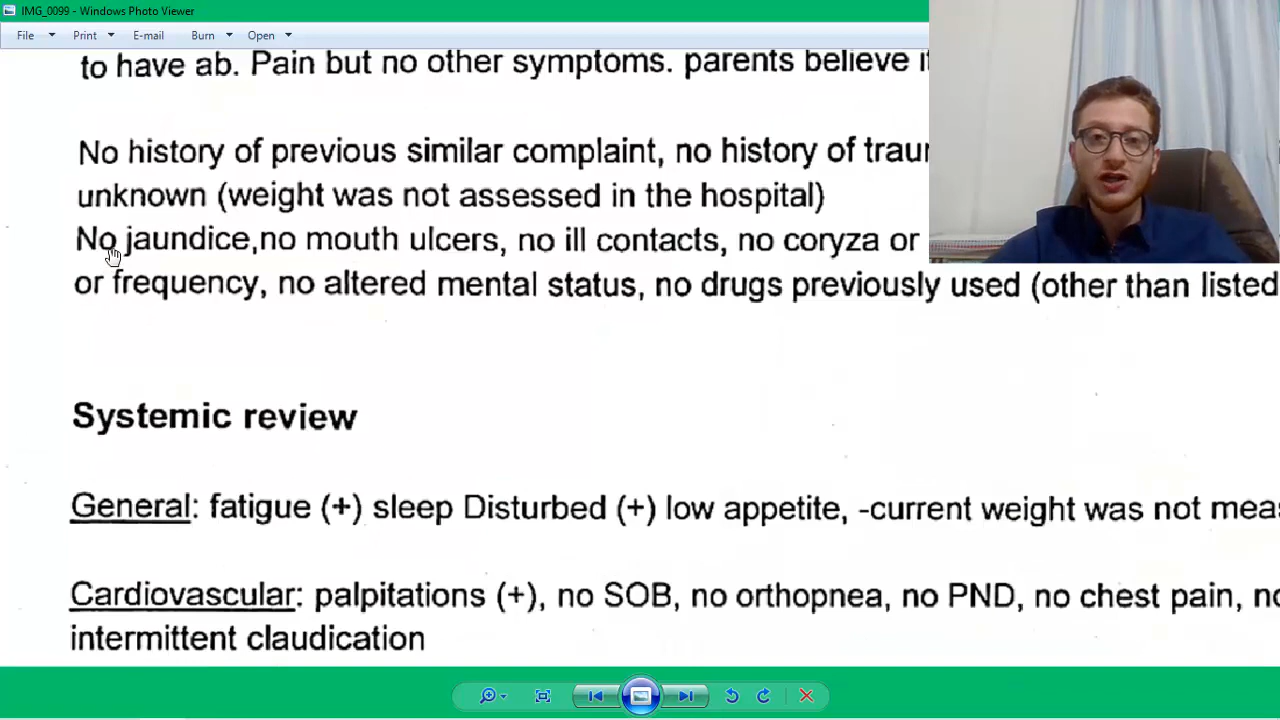 IMG_0099 - Windows Photo Viewer
File Print E-mail Burn Open
to have ab. Pain but no other symptoms. parents believe
No history of previous similar complaint, no history of
unknown (weight was not assessed in the hospital)
No jaundice,no mouth ulcers, no ill contacts, no coryza or
or frequency, no altered mental status, no drugs previously used (other than listed
Systemic review
General: fatigue (+) sleep Disturbed (+) low appetite, -current weight was not
Cardiovascular: palpitations (+), no SOB, no orthopnea, no PND, no chest pain,
intermittent claudication